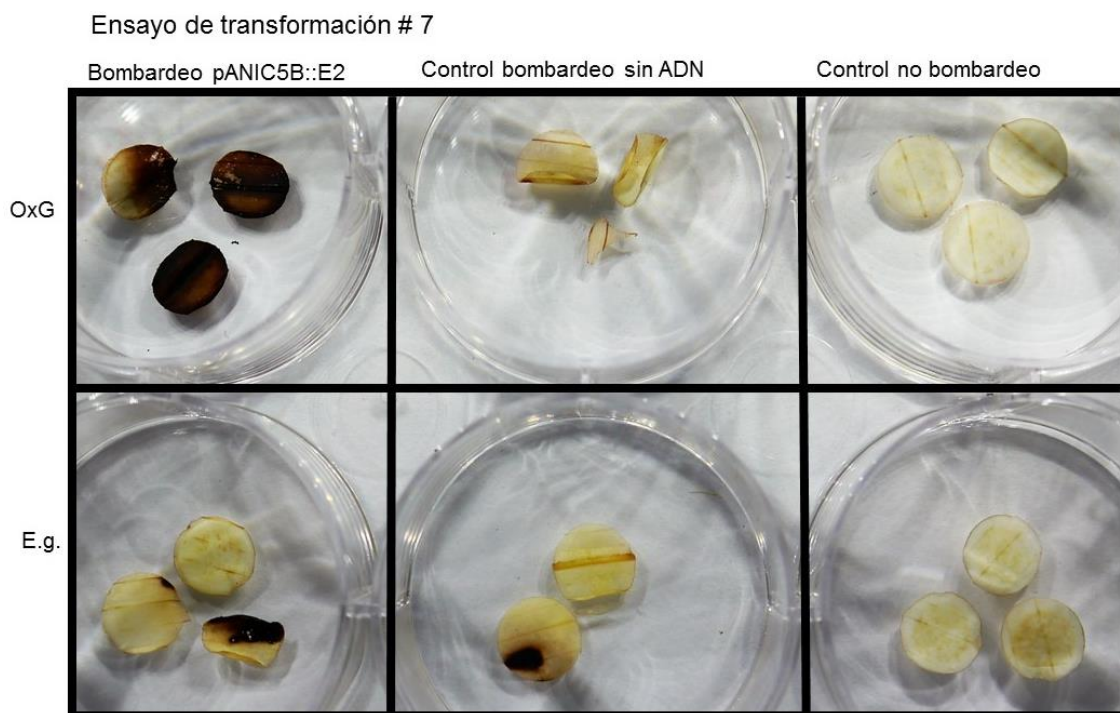 Ensayo de transformación # 7
Bombardeo pANIC5B::E2
Control bombardeo sin ADN
Control no bombardeo
OxG
E.g.